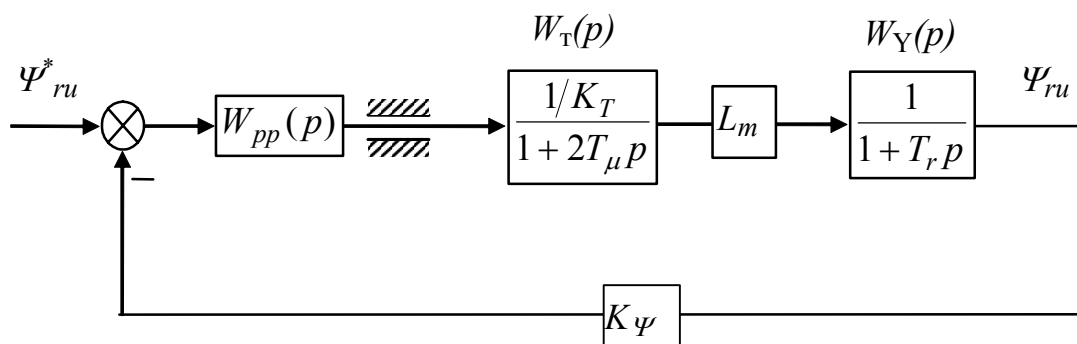 W_т(p)
W_Y(p)
Ψ*_ru
W_pp(p)
1/K_T
1 + 2T_μ p
L_m
1
1 + T_r p
Ψ_ru
−
K_Ψ